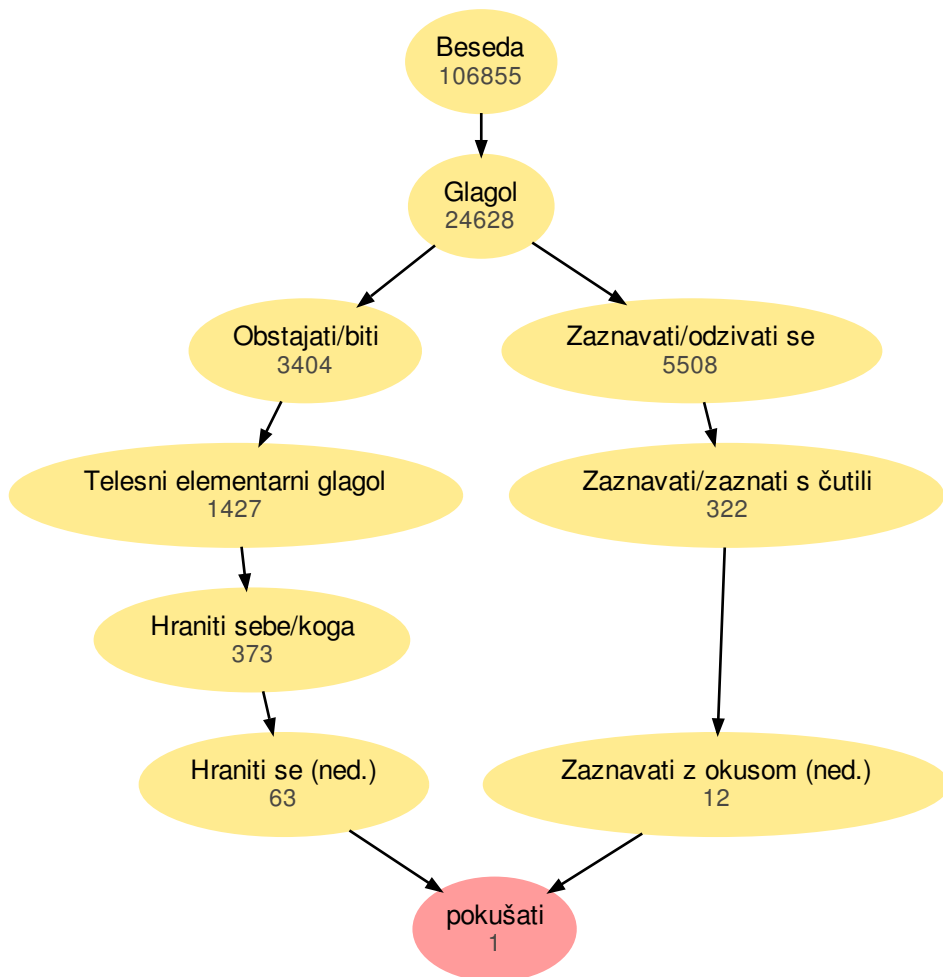 Beseda
106855
Glagol
24628
Obstajati/biti
3404
Zaznavati/odzivati se
5508
Telesni elementarni glagol
1427
Zaznavati/zaznati s čutili
322
Hraniti sebe/koga
373
Hraniti se (ned.)
63
Zaznavati z okusom (ned.)
12
pokušati
1